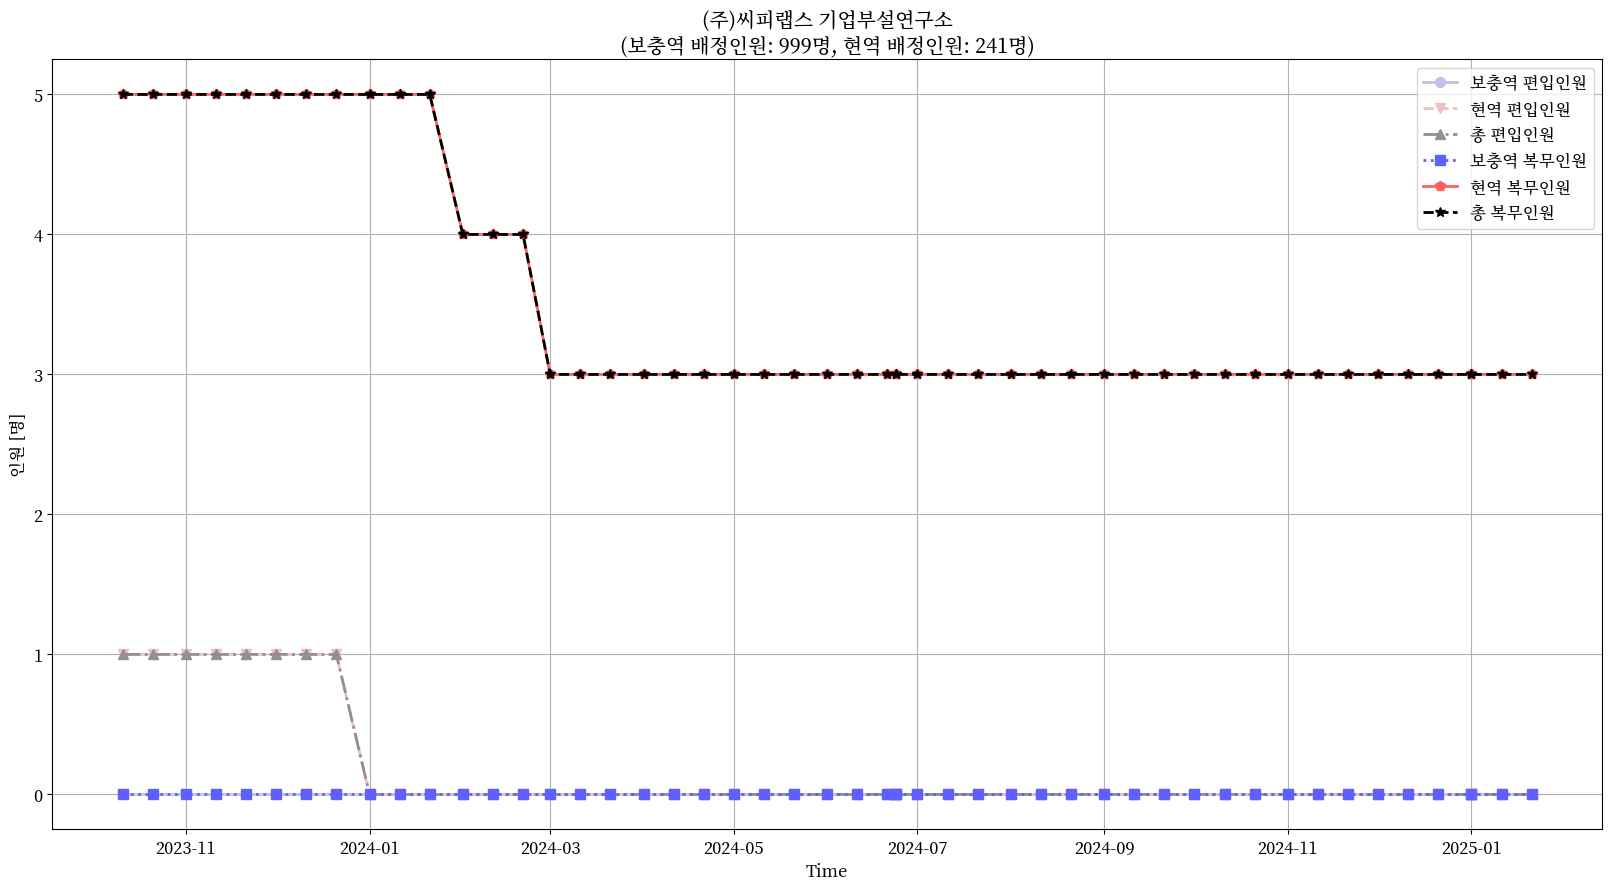 (주)씨피랩스 기업부설연구소
(보충역 배정인원: 999명, 현역 배정인원: 241명)
보충역 편입인원
현역 편입인원
총 편입인원
보충역 복무인원
현역 복무인원
총 복무인원
인원 [명]
5
4
3
2
1
0
2023-11
2024-01
2024-03
2024-05
2024-07
2024-09
2024-11
2025-01
Time